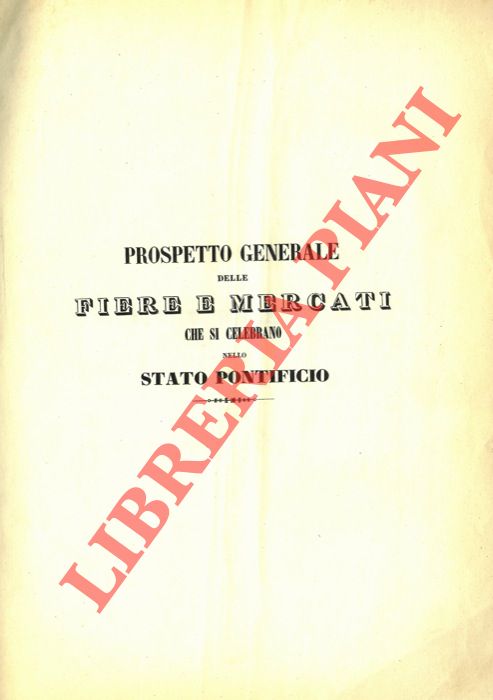 PROSPETTO GENERALE
DELLE
FIERE E MERCATI
CHE SI CELEBRANO
NELLO
STATO PONTIFICIO
LIBRERIA PIANI